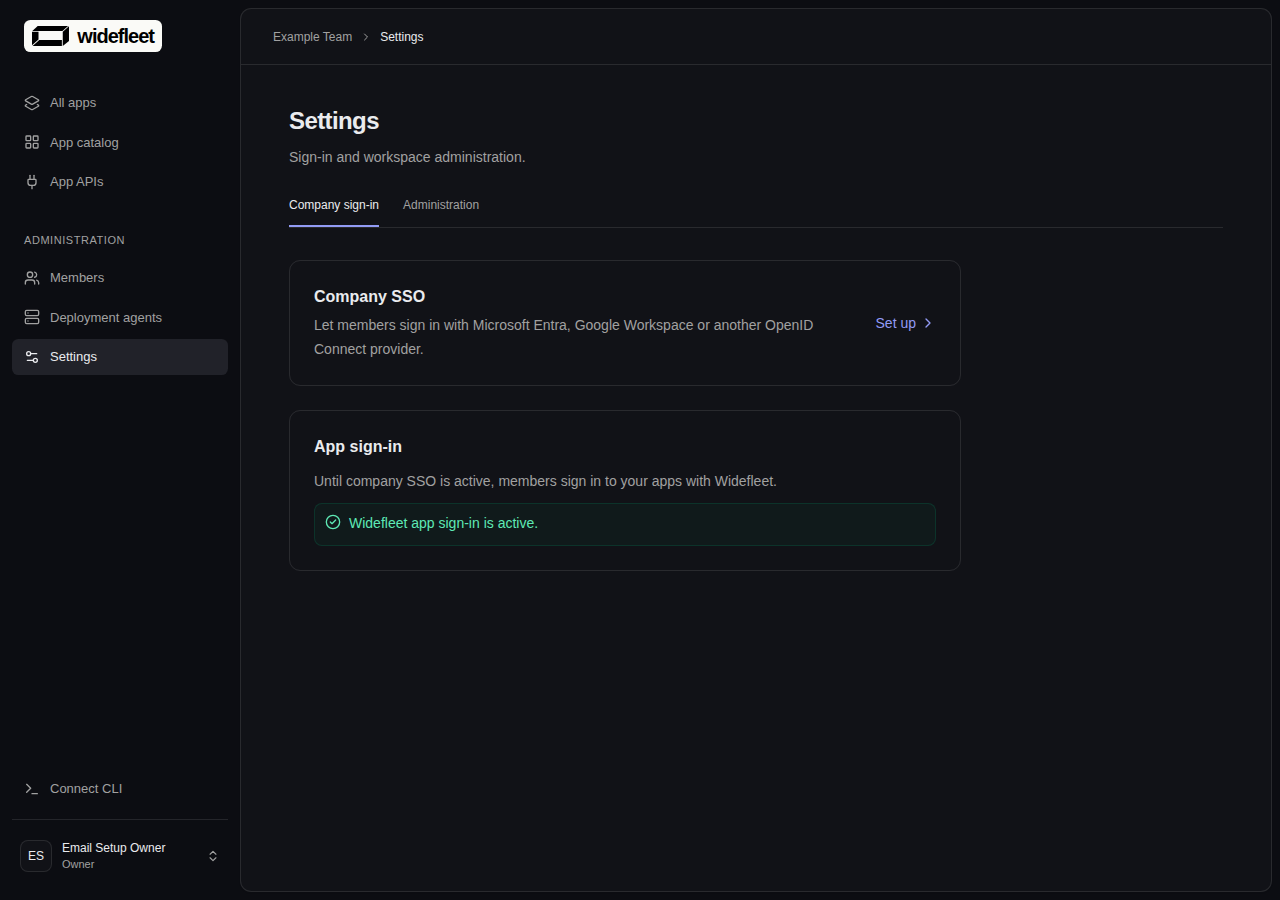 widefleet
Example Team
Settings
All apps
App catalog
App APIs
ADMINISTRATION
Members
Deployment agents
Settings
Settings
Sign-in and workspace administration.
Company sign-in
Administration
Company SSO
Let members sign in with Microsoft Entra, Google Workspace or another OpenID
Connect provider.
Set up
App sign-in
Until company SSO is active, members sign in to your apps with Widefleet.
Widefleet app sign-in is active.
Connect CLI
ES
Email Setup Owner
Owner